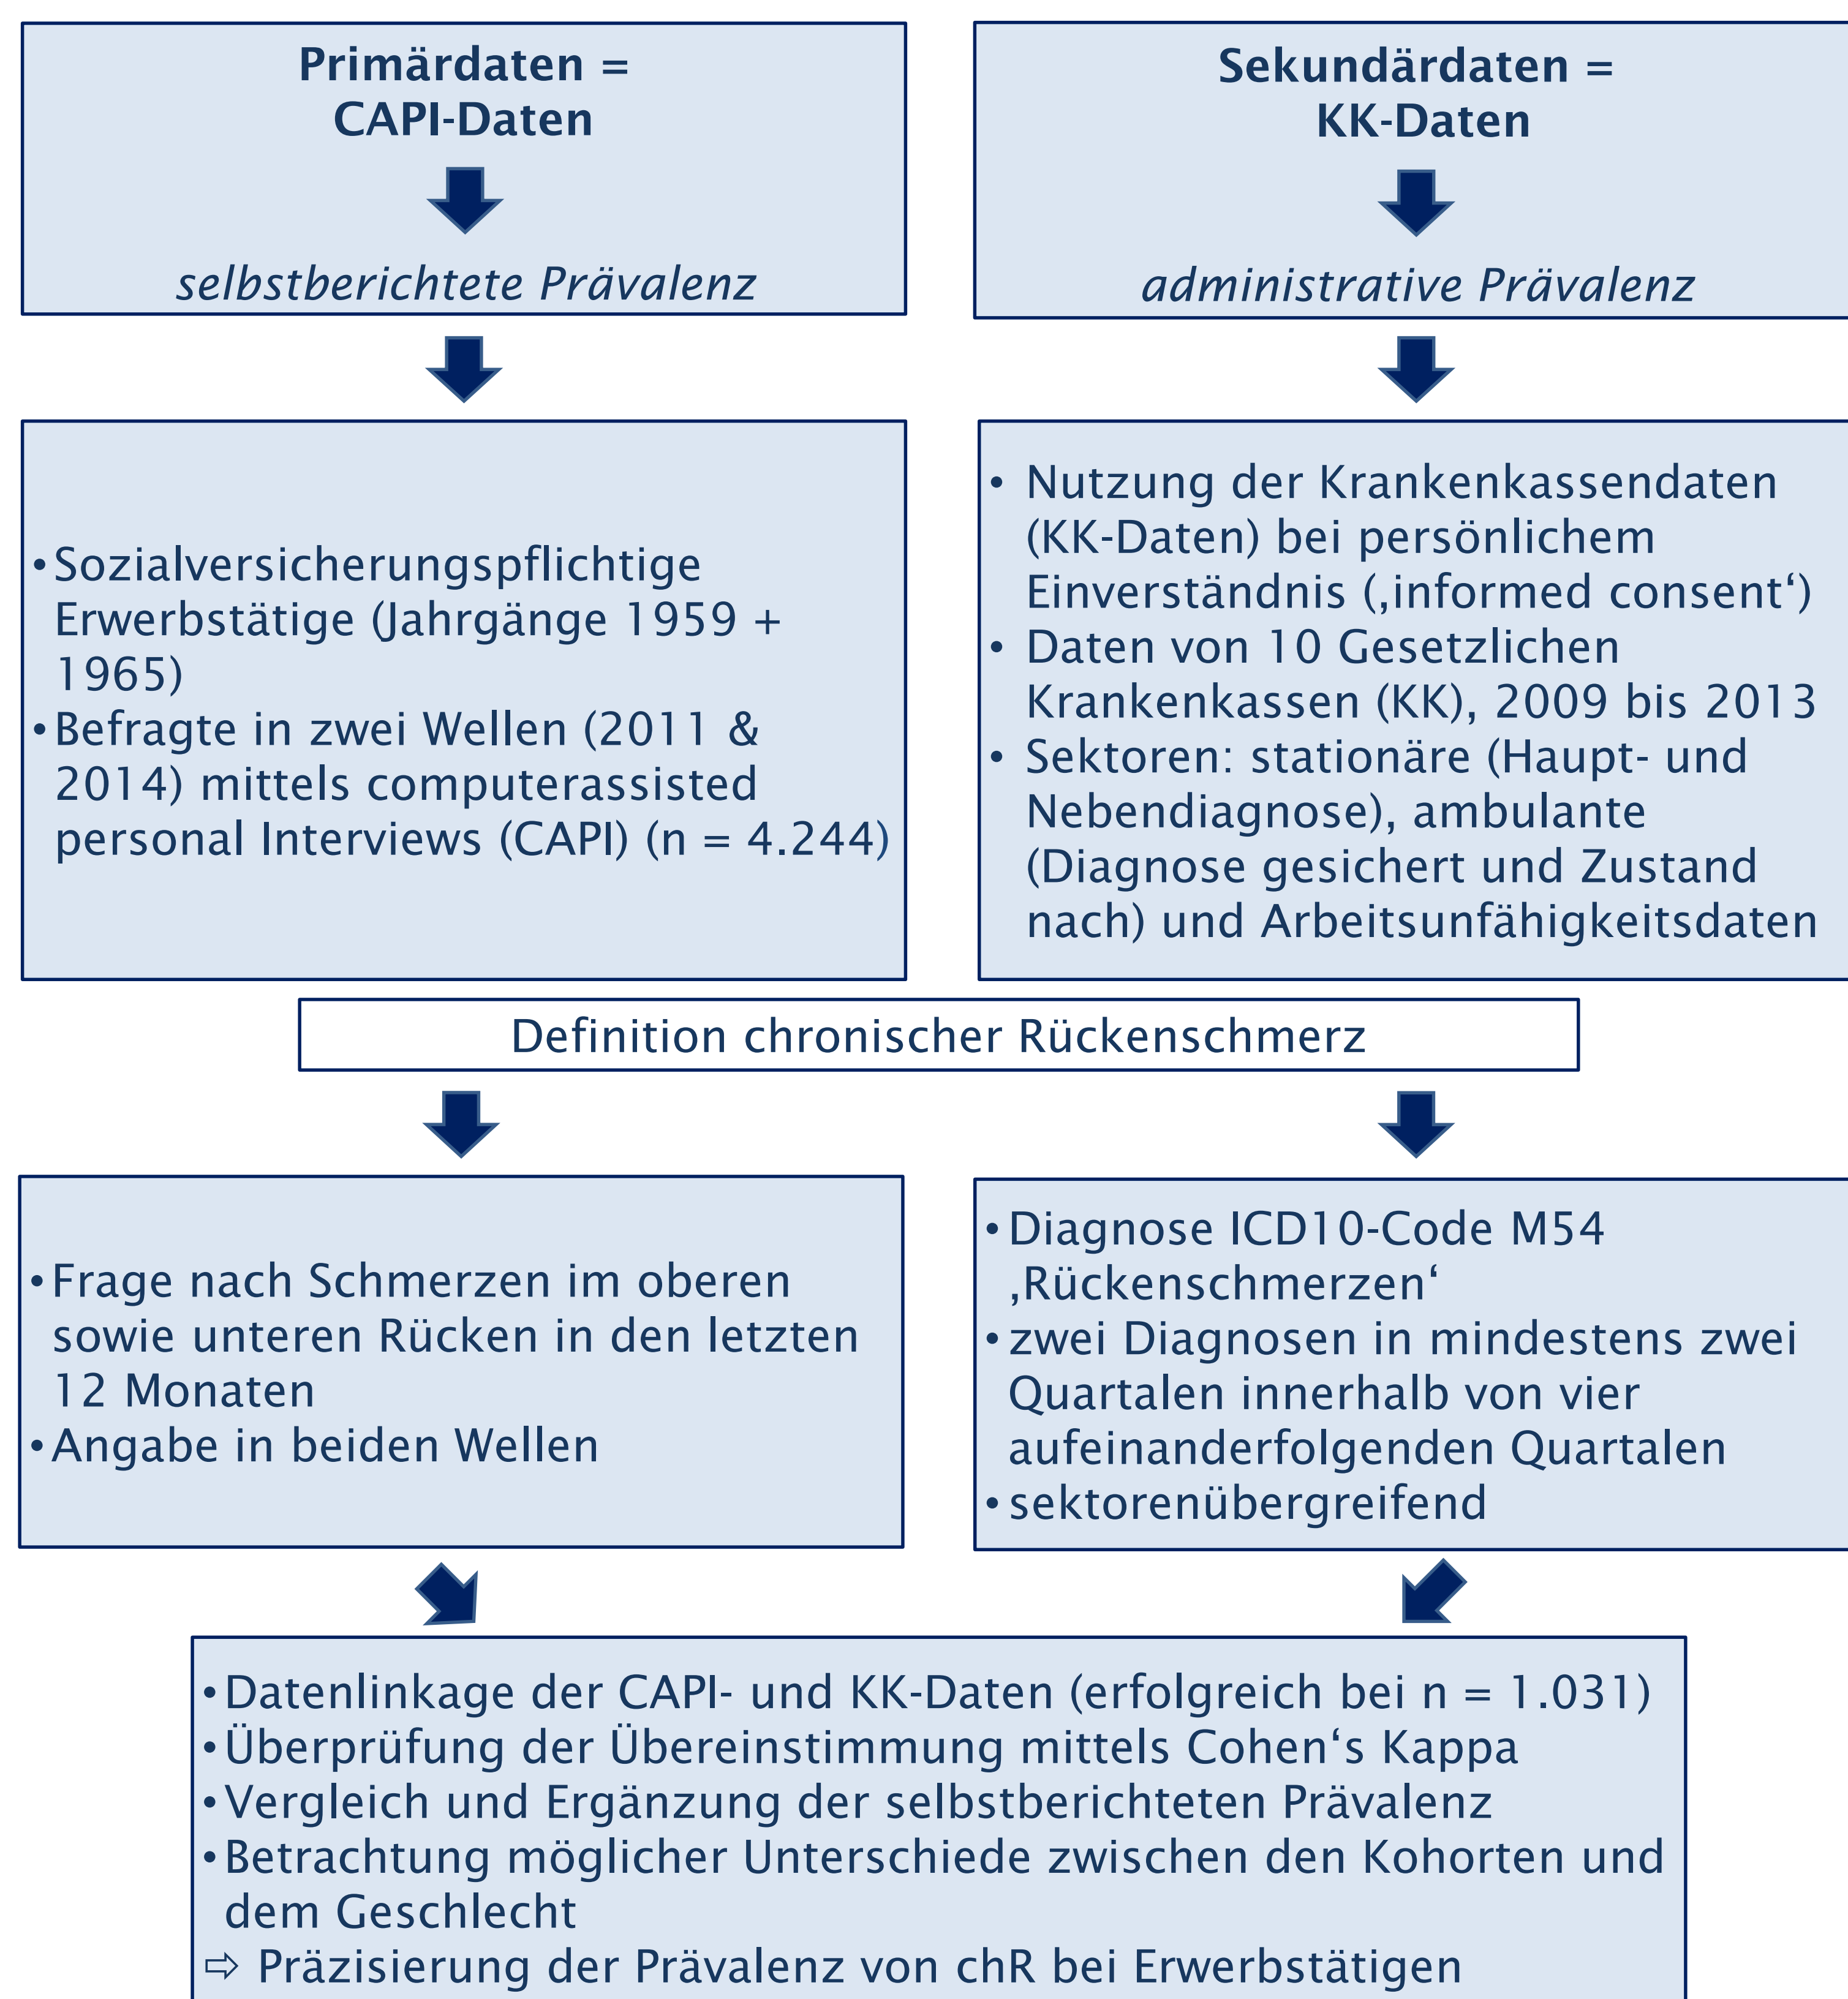 Primärdaten =
CAPI-Daten
selbstberichtete Prävalenz
Sekundärdaten =
KK-Daten
administrative Prävalenz
•Sozialversicherungspflichtige
Erwerbstätige (Jahrgänge 1959 +
1965)
•Befragte in zwei Wellen (2011 &
2014) mittels computerassisted
personal Interviews (CAPI) (n = 4.244)
• Nutzung der Krankenkassendaten
(KK-Daten) bei persönlichem
Einverständnis (‚informed consent‘)
• Daten von 10 Gesetzlichen
Krankenkassen (KK), 2009 bis 2013
• Sektoren: stationäre (Haupt- und
Nebendiagnose), ambulante
(Diagnose gesichert und Zustand
nach) und Arbeitsunfähigkeitsdaten
Definition chronischer Rückenschmerz
•Frage nach Schmerzen im oberen
sowie unteren Rücken in den letzten
12 Monaten
•Angabe in beiden Wellen
•Diagnose ICD10-Code M54
‚Rückenschmerzen‘
•zwei Diagnosen in mindestens zwei
Quartalen innerhalb von vier
aufeinanderfolgenden Quartalen
•sektorenübergreifend
•Datenlinkage der CAPI- und KK-Daten (erfolgreich bei n = 1.031)
•Überprüfung der Übereinstimmung mittels Cohen‘s Kappa
•Vergleich und Ergänzung der selbstberichteten Prävalenz
•Betrachtung möglicher Unterschiede zwischen den Kohorten und
dem Geschlecht
⇨ Präzisierung der Prävalenz von chR bei Erwerbstätigen